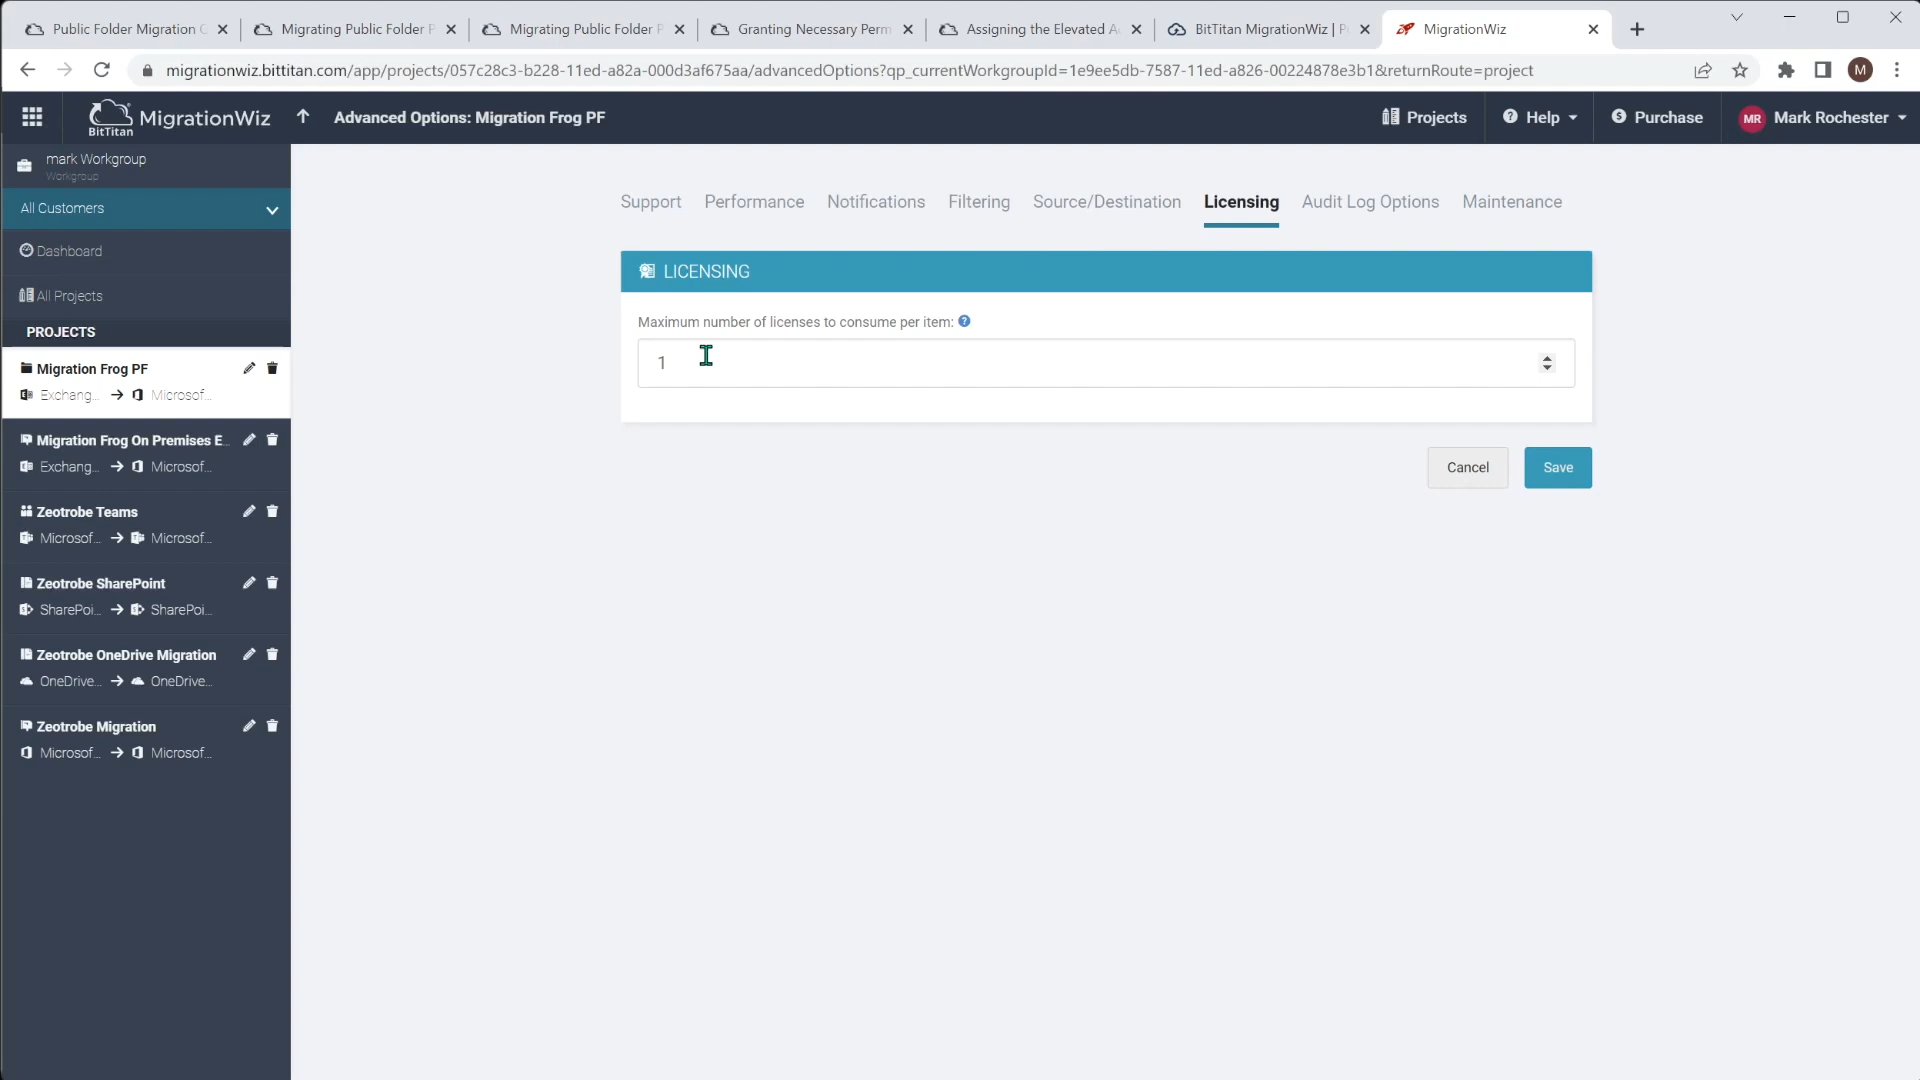 Public Folder Migration G
Migrating Public Folder P
Migrating Public Folder P
Granting Necessary Perm
Assigning the Elevated A
BitTitan MigrationWiz | P
MigrationWiz
migrationwiz.bittitan.com/app/projects/057c28c3-b228-11ed-a82a-000d3af675aa/advancedOptions?qp_currentWorkgroupId=1e9ee5db-7587-11ed-a826-00224878e3b1&returnRoute=project
M
BitTitan MigrationWiz
Advanced Options: Migration Frog PF
Projects
Help
Purchase
MR
Mark Rochester
mark Workgroup
Workgroup
All Customers
Dashboard
All Projects
PROJECTS
Migration Frog PF
Exchang... → Microsof...
Migration Frog On Premises E...
Exchang... → Microsof...
Zeotrobe Teams
Microsof... → Microsof...
Zeotrobe SharePoint
SharePoi... → SharePoi...
Zeotrobe OneDrive Migration
OneDrive... → OneDrive...
Zeotrobe Migration
Microsof... → Microsof...
Support
Performance
Notifications
Filtering
Source/Destination
Licensing
Audit Log Options
Maintenance
LICENSING
Maximum number of licenses to consume per item:
1
Cancel
Save